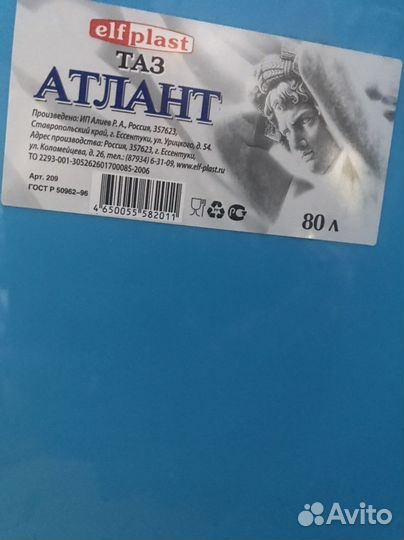 elfplast
ТАЗ
АТЛАНТ
Произведено: ИП Алиев Р. А., Россия, 357623,
Ставропольский край, г. Ессентуки, ул. Урицкого, д. 54.
Адрес производства: Россия, 357623, г. Ессентуки,
ул. Коломейцева, д. 26, тел.: (87934) 6-31-09, www.elf-plast.ru
ТО 2293-001-305262601700085-2006
Арт. 209
ГОСТ Р 50962-96
4 650055 582011
80 л
Avito